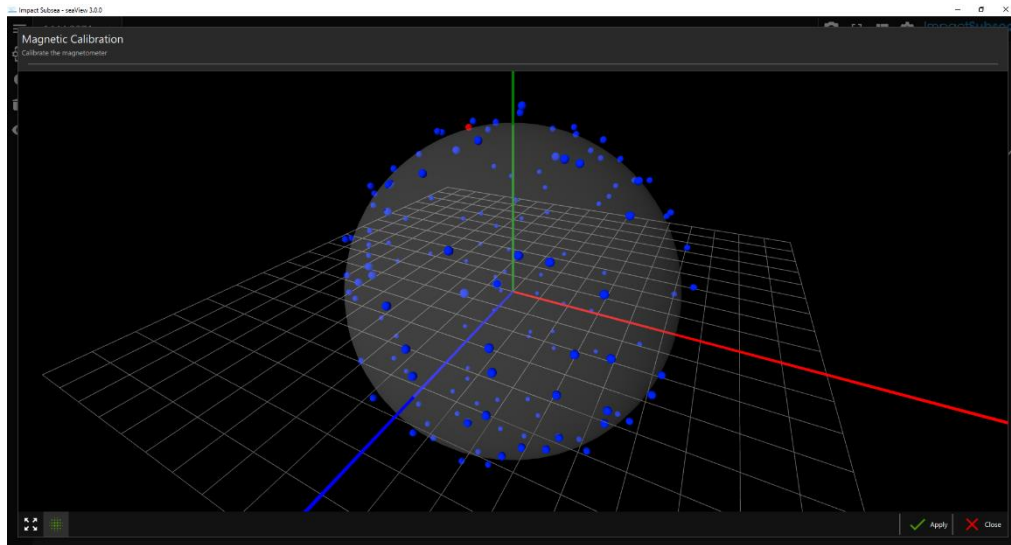 Impact Subsea - seaView 3.0.0
Magnetic Calibration
Calibrate the magnetometer
Apply
Close